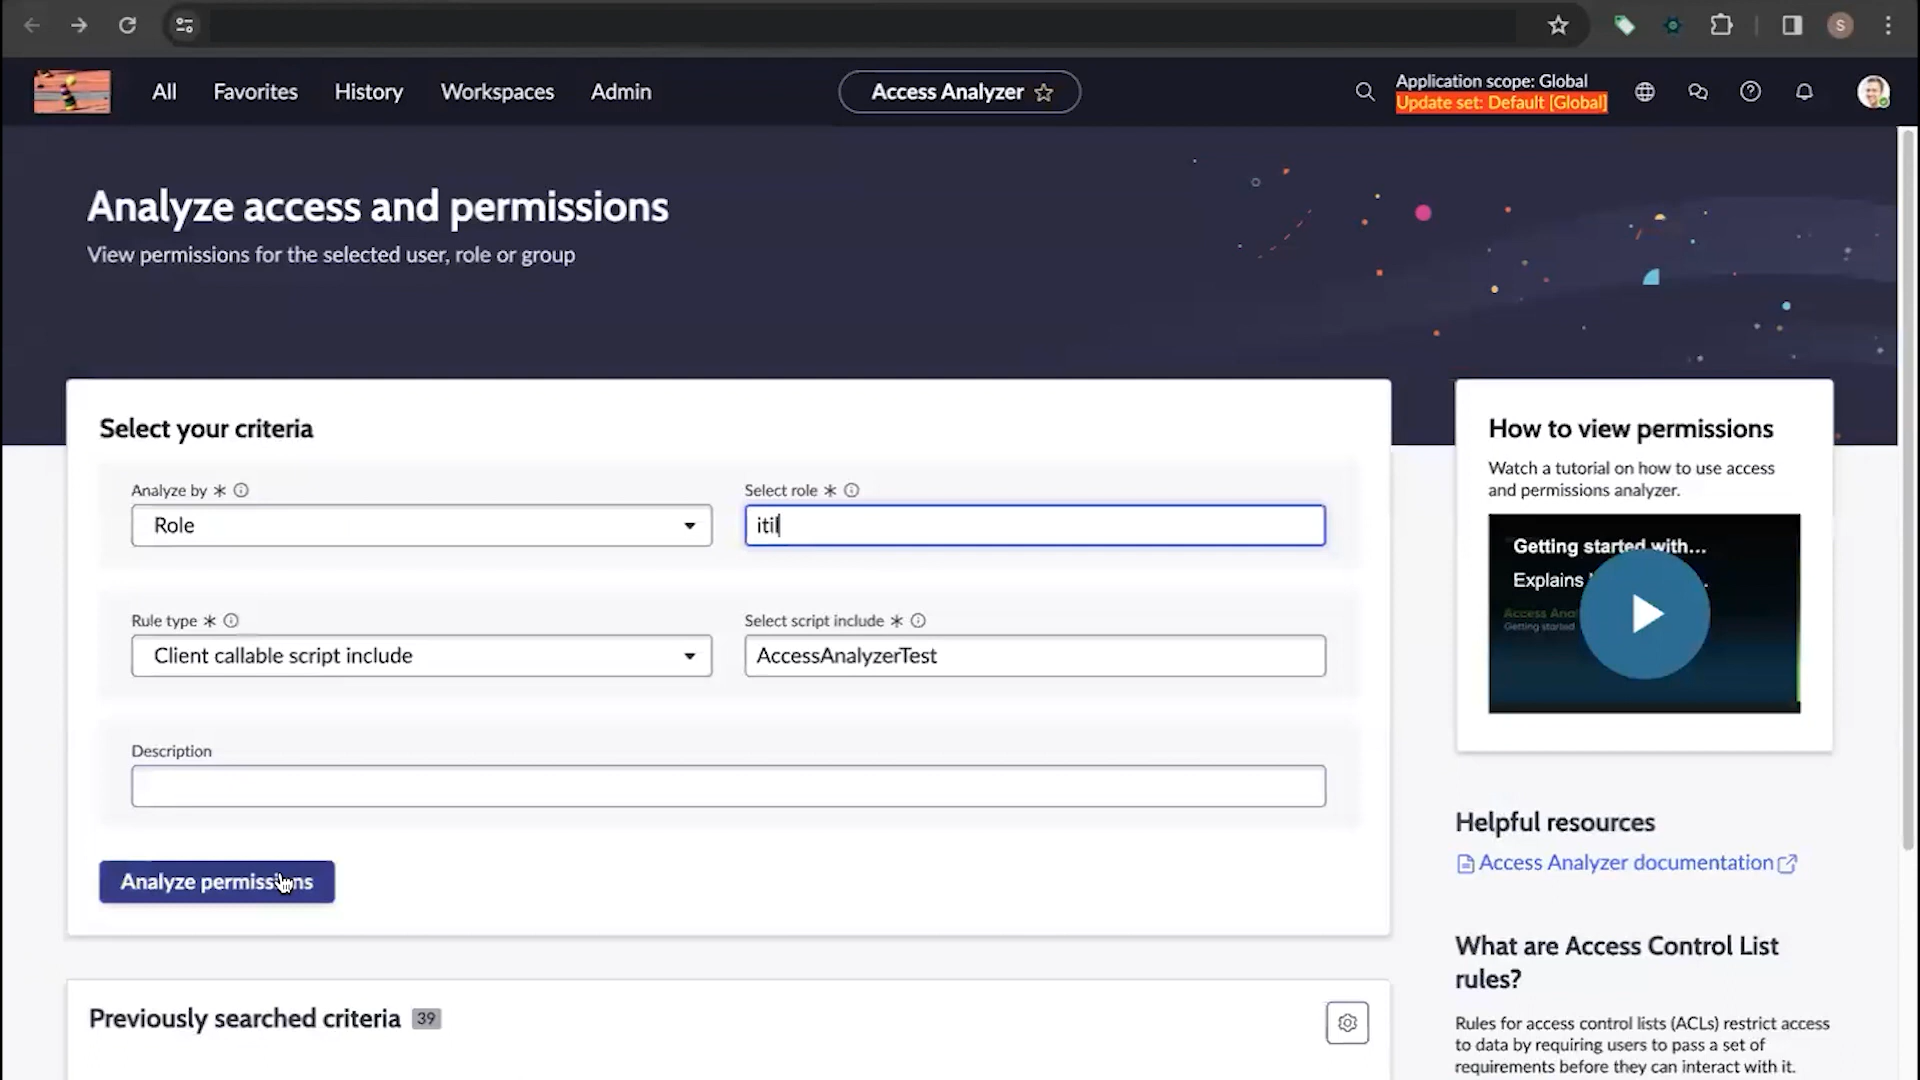 S
All
Favorites
History
Workspaces
Admin
Access Analyzer
Application scope: Global
Update set: Default [Global]
Analyze access and permissions
View permissions for the selected user, role or group
Select your criteria
Analyze by *
Role
Select role *
itil
Rule type *
Client callable script include
Select script include *
AccessAnalyzerTest
Description
Analyze permissions
Previously searched criteria 39
How to view permissions
Watch a tutorial on how to use access
and permissions analyzer.
Getting started with...
Explains
Access Anal
Getting started
Helpful resources
Access Analyzer documentation
What are Access Control List
rules?
Rules for access control lists (ACLs) restrict access
to data by requiring users to pass a set of
requirements before they can interact with it.